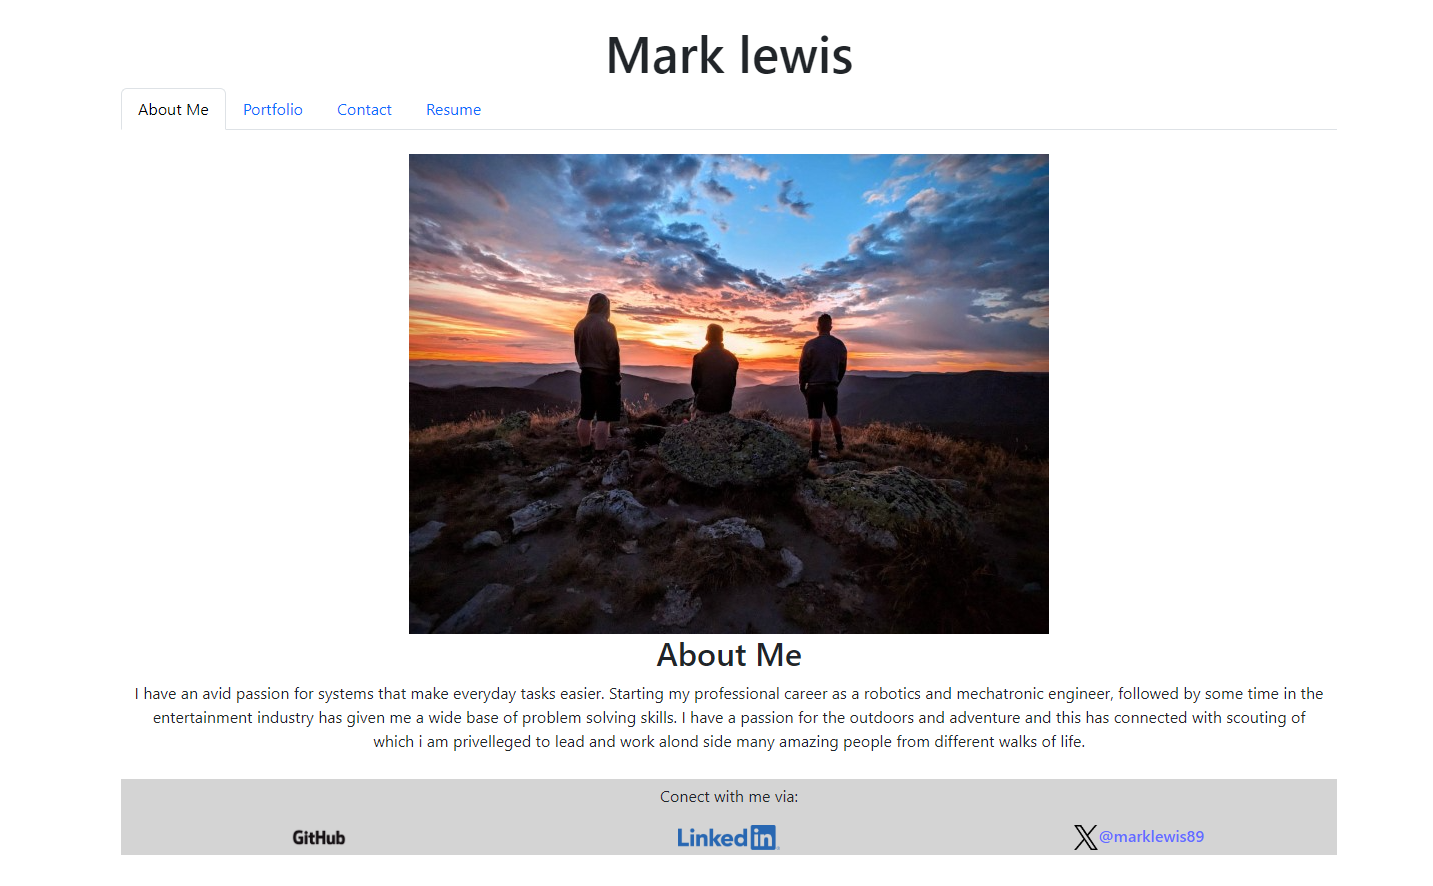 Mark lewis
About Me Portfolio Contact Resume
About Me
I have an avid passion for systems that make everyday tasks easier. Starting my professional career as a robotics and mechatronic engineer, followed by some time in the
entertainment industry has given me a wide base of problem solving skills. I have a passion for the outdoors and adventure and this has connected with scouting of
which i am privelleged to lead and work alond side many amazing people from different walks of life.
Conect with me via:
GitHub LinkedIn X @marklewis89